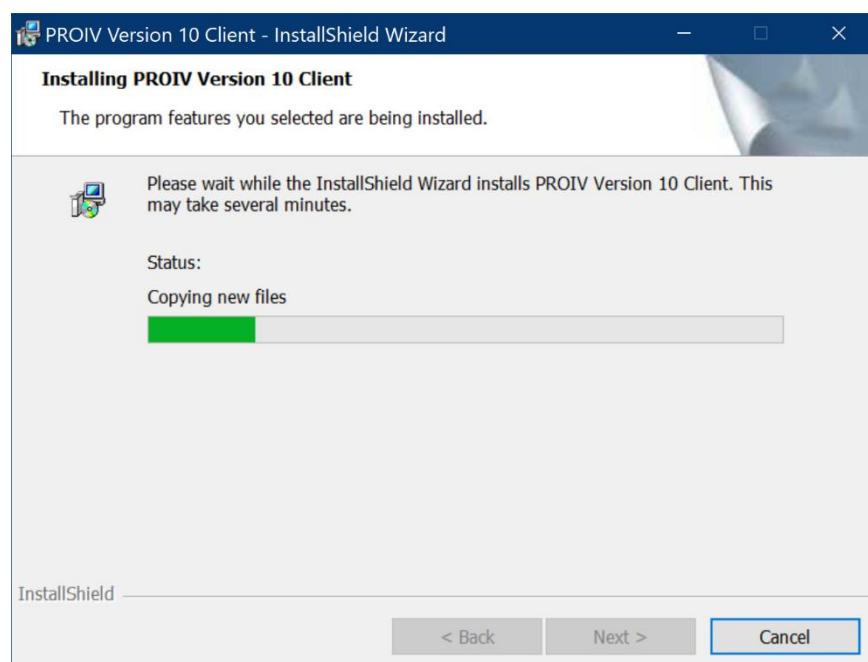 PROIV Version 10 Client - InstallShield Wizard
Installing PROIV Version 10 Client
The program features you selected are being installed.
Please wait while the InstallShield Wizard installs PROIV Version 10 Client. This
may take several minutes.
Status:
Copying new files
InstallShield
< Back
Next >
Cancel